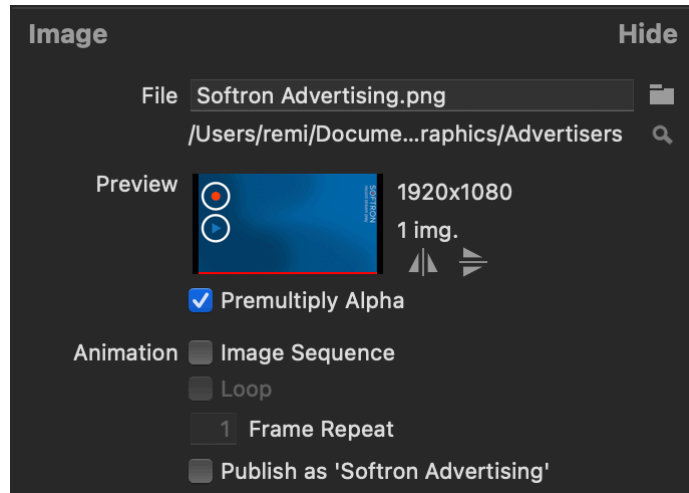 Image Hide
File Softron Advertising.png
/Users/remi/Docume...raphics/Advertisers
Preview 1920x1080
SOFTRON
1 img.
Premultiply Alpha
Animation Image Sequence
Loop
1 Frame Repeat
Publish as 'Softron Advertising'